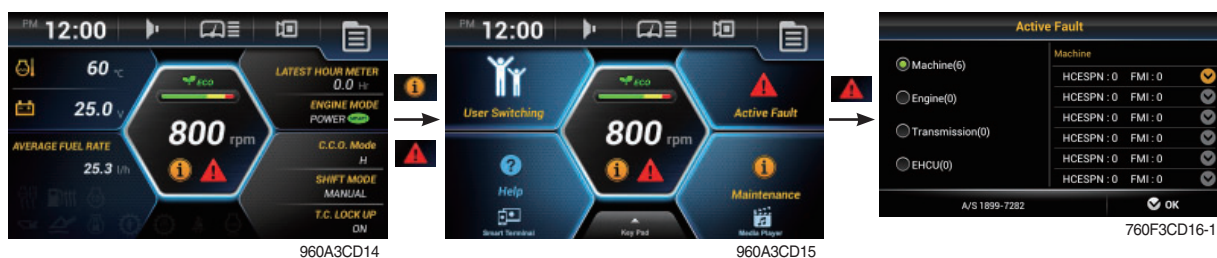 PM 12:00
60 ℃
25.0 V
AVERAGE FUEL RATE
25.3 l/h
ECO
800 rpm
LATEST HOUR METER
0.0 Hr
ENGINE MODE
POWER SMART
C.C.O. Mode
H
SHIFT MODE
MANUAL
T.C. LOCK UP
ON
960A3CD14
PM 12:00
User Switching
Active Fault
ECO
800 rpm
Help
Maintenance
Smart Terminal
Key Pad
Media Player
960A3CD15
Active Fault
Machine(6)
Engine(0)
Transmission(0)
EHCU(0)
Machine
HCESPN : 0 FMI : 0
HCESPN : 0 FMI : 0
HCESPN : 0 FMI : 0
HCESPN : 0 FMI : 0
HCESPN : 0 FMI : 0
HCESPN : 0 FMI : 0
A/S 1899-7282
OK
760F3CD16-1